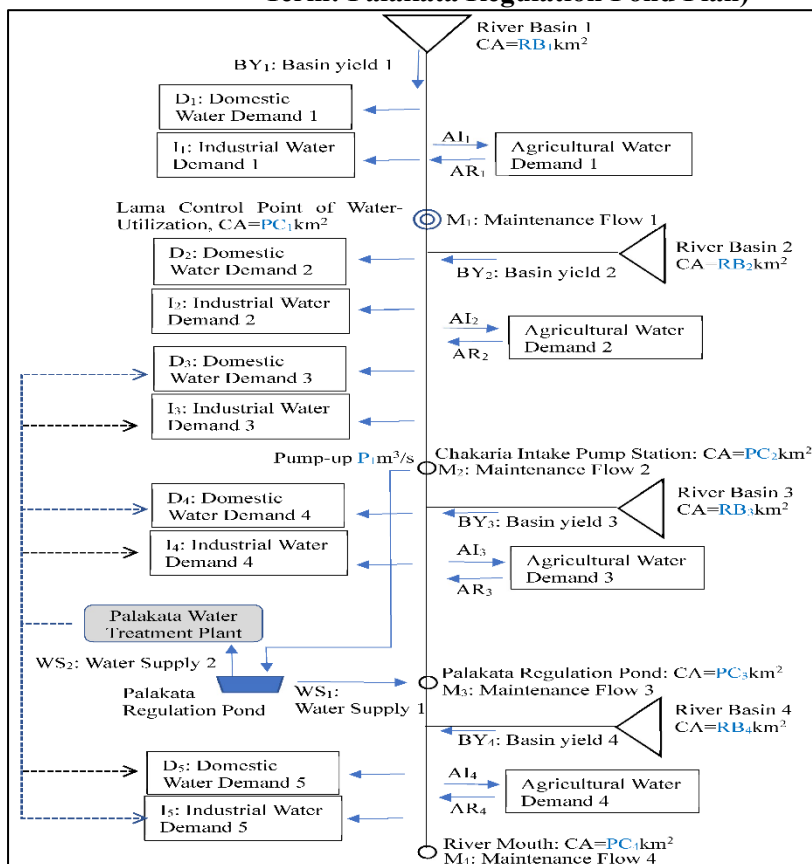 Term: Palakata Regulation Pond Plan)
River Basin 1
CA=RB₁km²
BY₁: Basin yield 1
D₁: Domestic
Water Demand 1
I₁: Industrial Water
Demand 1
AI₁
AR₁
Agricultural Water
Demand 1
Lama Control Point of Water-
Utilization, CA=PC₁km²
M₁: Maintenance Flow 1
D₂: Domestic
Water Demand 2
BY₂: Basin yield 2
River Basin 2
CA=RB₂km²
I₂: Industrial Water
Demand 2
AI₂
AR₂
Agricultural Water
Demand 2
D₃: Domestic
Water Demand 3
I₃: Industrial Water
Demand 3
Pump-up P₁m³/s
Chakaria Intake Pump Station: CA=PC₂km²
M₂: Maintenance Flow 2
D₄: Domestic
Water Demand 4
BY₃: Basin yield 3
River Basin 3
CA=RB₃km²
I₄: Industrial Water
Demand 4
AI₃
AR₃
Agricultural Water
Demand 3
Palakata Water
Treatment Plant
WS₂: Water Supply 2
Palakata
Regulation Pond
WS₁:
Water Supply 1
Palakata Regulation Pond: CA=PC₃km²
M₃: Maintenance Flow 3
BY₄: Basin yield 4
River Basin 4
CA=RB₄km²
D₅: Domestic
Water Demand 5
I₅: Industrial Water
Demand 5
AI₄
AR₄
Agricultural Water
Demand 4
River Mouth: CA=PC₄km²
M₄: Maintenance Flow 4